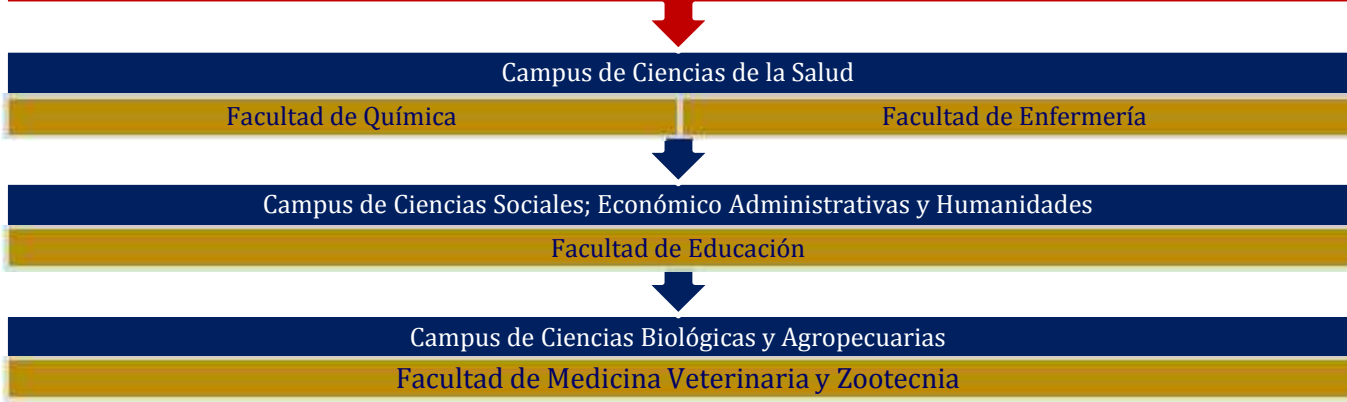 Campus de Ciencias de la Salud
Facultad de Química
Facultad de Enfermería
Campus de Ciencias Sociales; Económico Administrativas y Humanidades
Facultad de Educación
Campus de Ciencias Biológicas y Agropecuarias
Facultad de Medicina Veterinaria y Zootecnia